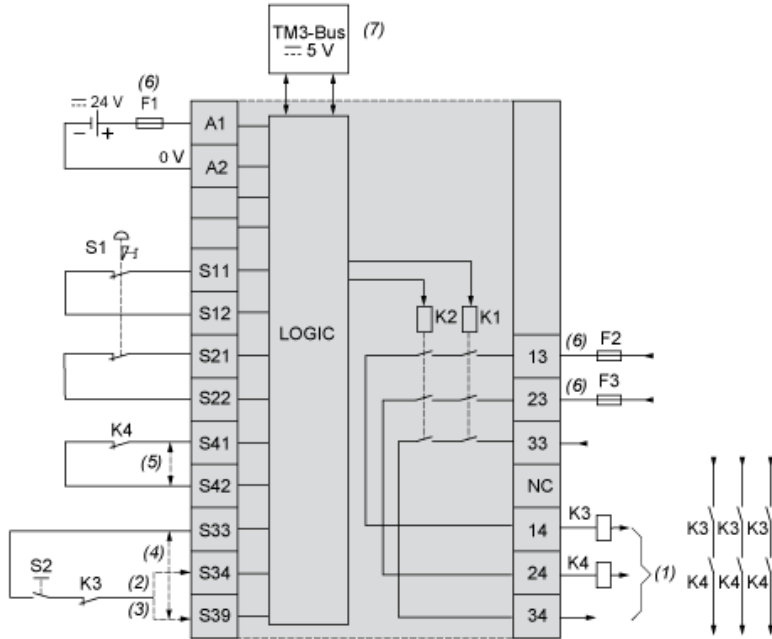 TM3-Bus
5 V
(7)
24 V
(6)
F1
− +
0 V
A1
A2
S1
S11
S12
S21
S22
K4
(5)
S41
S42
S33
(4)
S2
K3
(2)
(3)
S34
S39
LOGIC
K2
K1
13
(6)
F2
23
(6)
F3
33
NC
14
K3
24
K4
34
(1)
K3 K3 K3
K4 K4 K4